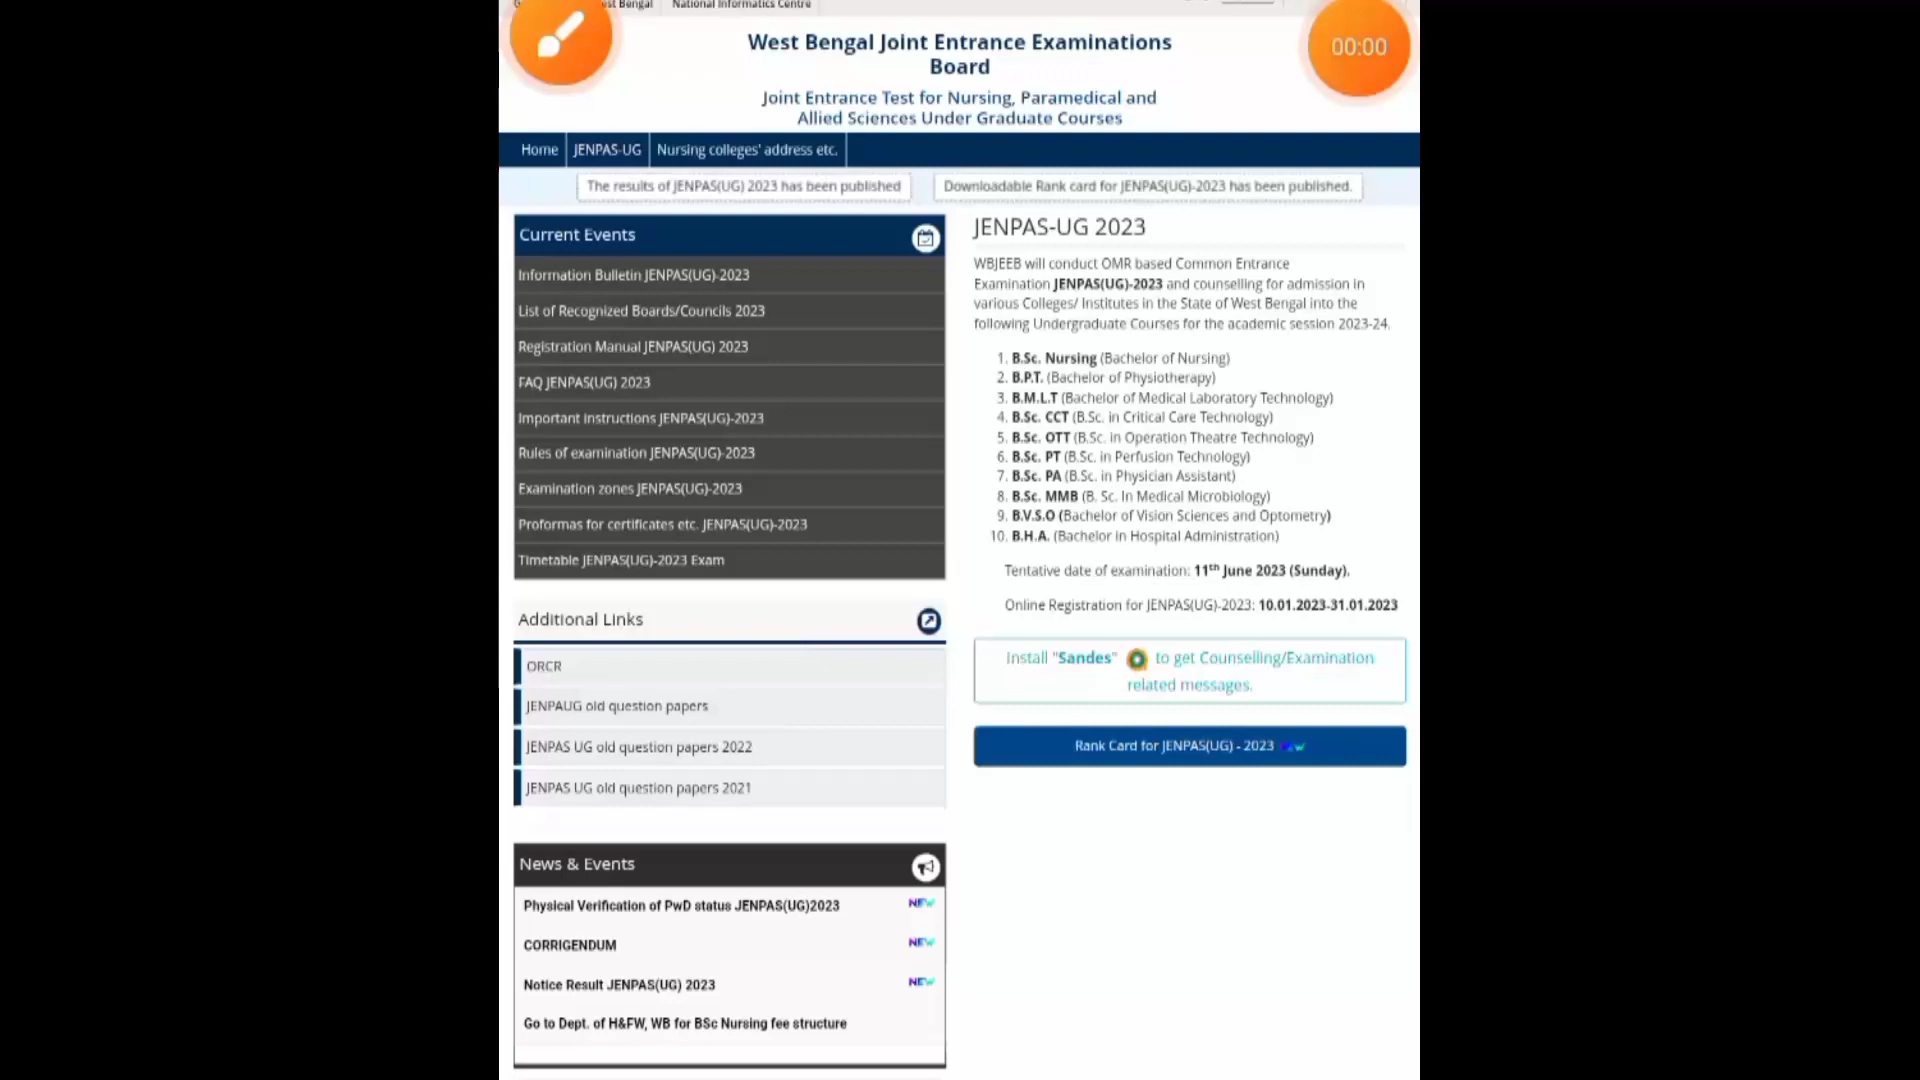 st Bengal
National Informatics Centre
00:00
West Bengal Joint Entrance Examinations
Board
Joint Entrance Test for Nursing, Paramedical and
Allied Sciences Under Graduate Courses
Home
JENPAS-UG
Nursing colleges' address etc.
The results of JENPAS(UG) 2023 has been published
Downloadable Rank card for JENPAS(UG)-2023 has been published.
Current Events
Information Bulletin JENPAS(UG)-2023
List of Recognized Boards/Councils 2023
Registration Manual JENPAS(UG) 2023
FAQ JENPAS(UG) 2023
Important instructions JENPAS(UG)-2023
Rules of examination JENPAS(UG)-2023
Examination zones JENPAS(UG)-2023
Proformas for certificates etc. JENPAS(UG)-2023
Timetable JENPAS(UG)-2023 Exam
Additional Links
ORCR
JENPAUG old question papers
JENPAS UG old question papers 2022
JENPAS UG old question papers 2021
News & Events
Physical Verification of PwD status JENPAS(UG)2023 NEW
CORRIGENDUM NEW
Notice Result JENPAS(UG) 2023 NEW
Go to Dept. of H&FW, WB for BSc Nursing fee structure
JENPAS-UG 2023
WBJEEB will conduct OMR based Common Entrance
Examination JENPAS(UG)-2023 and counselling for admission in
various Colleges/ Institutes in the State of West Bengal into the
following Undergraduate Courses for the academic session 2023-24.
1. B.Sc. Nursing (Bachelor of Nursing)
2. B.P.T. (Bachelor of Physiotherapy)
3. B.M.L.T (Bachelor of Medical Laboratory Technology)
4. B.Sc. CCT (B.Sc. in Critical Care Technology)
5. B.Sc. OTT (B.Sc. in Operation Theatre Technology)
6. B.Sc. PT (B.Sc. in Perfusion Technology)
7. B.Sc. PA (B.Sc. in Physician Assistant)
8. B.Sc. MMB (B. Sc. In Medical Microbiology)
9. B.V.S.O (Bachelor of Vision Sciences and Optometry)
10. B.H.A. (Bachelor in Hospital Administration)
Tentative date of examination: 11th June 2023 (Sunday).
Online Registration for JENPAS(UG)-2023: 10.01.2023-31.01.2023
Install "Sandes" to get Counselling/Examination
related messages.
Rank Card for JENPAS(UG) - 2023